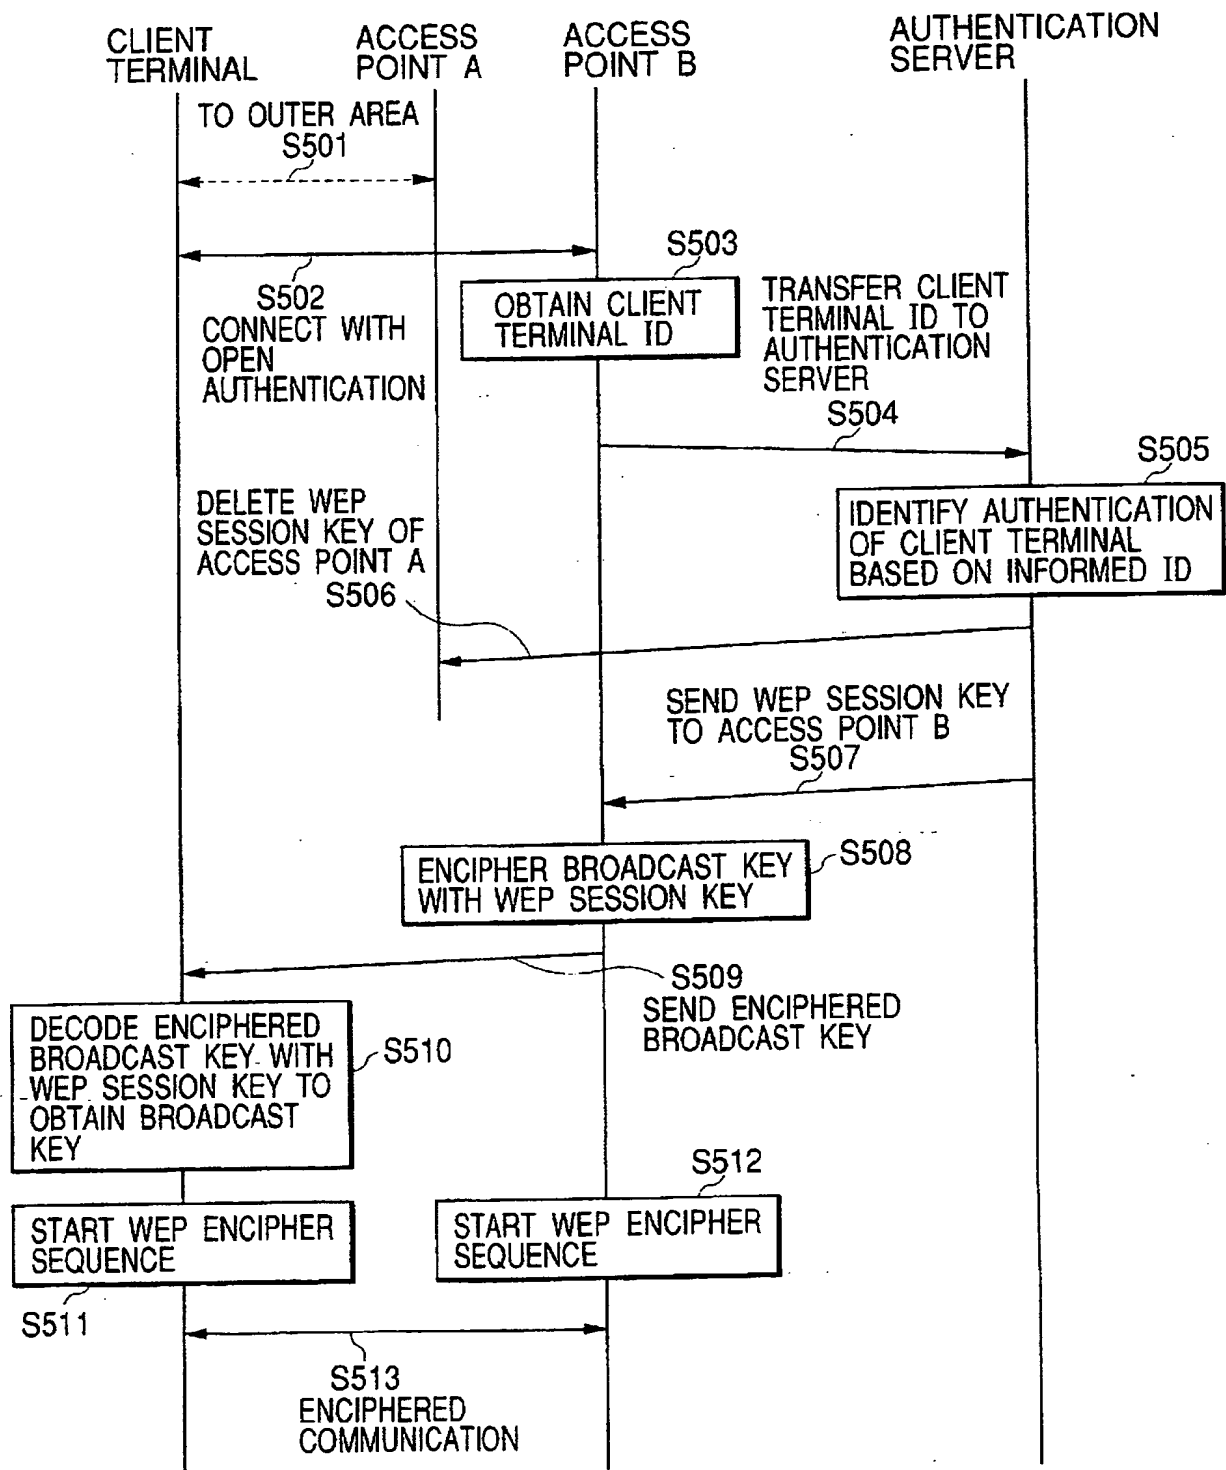 CLIENT
TERMINAL
ACCESS
POINT A
ACCESS
POINT B
AUTHENTICATION
SERVER
TO OUTER AREA
S501
S502
CONNECT WITH
OPEN
AUTHENTICATION
S503
OBTAIN CLIENT
TERMINAL ID
TRANSFER CLIENT
TERMINAL ID TO
AUTHENTICATION
SERVER
S504
S505
IDENTIFY AUTHENTICATION
OF CLIENT TERMINAL
BASED ON INFORMED ID
DELETE WEP
SESSION KEY OF
ACCESS POINT A
S506
SEND WEP SESSION KEY
TO ACCESS POINT B
S507
ENCIPHER BROADCAST KEY
WITH WEP SESSION KEY
S508
S509
SEND ENCIPHERED
BROADCAST KEY
DECODE ENCIPHERED
BROADCAST KEY WITH
WEP SESSION KEY TO
OBTAIN BROADCAST
KEY
S510
START WEP ENCIPHER
SEQUENCE
S511
S512
START WEP ENCIPHER
SEQUENCE
S513
ENCIPHERED
COMMUNICATION